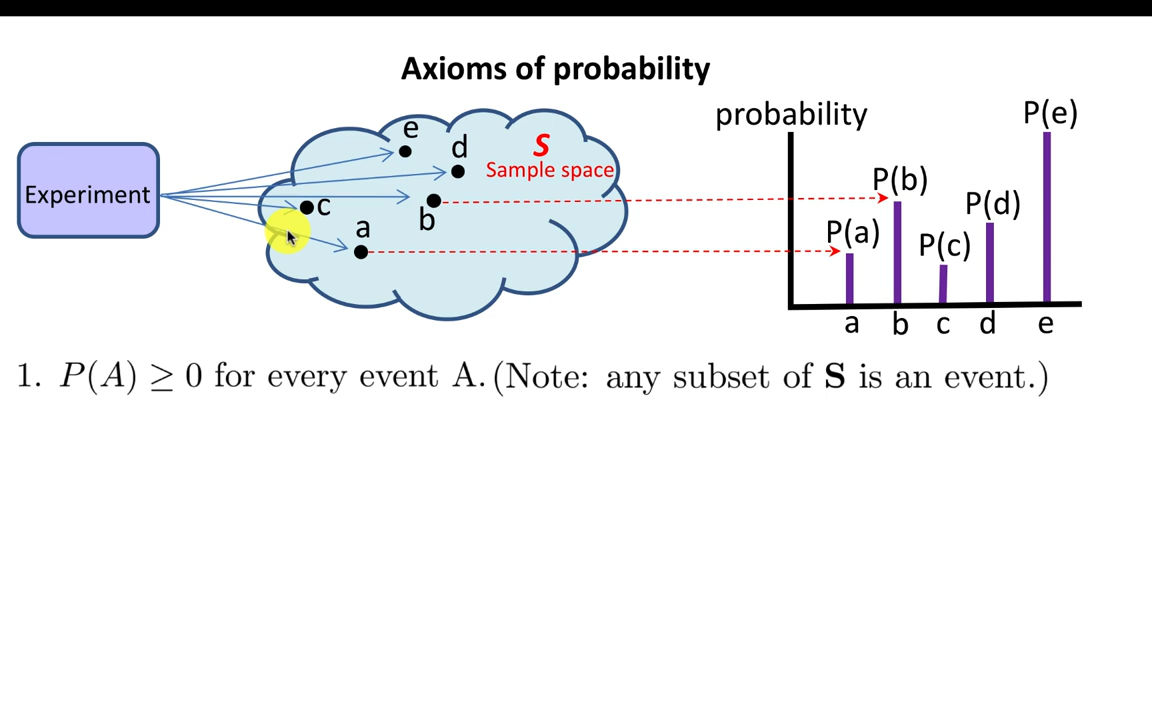 Axioms of probability
Experiment
e
d
S
Sample space
c
b
a
probability
P(e)
P(b)
P(d)
P(a)
P(c)
a b c d e
1. P(A) ≥ 0 for every event A. (Note: any subset of S is an event.)